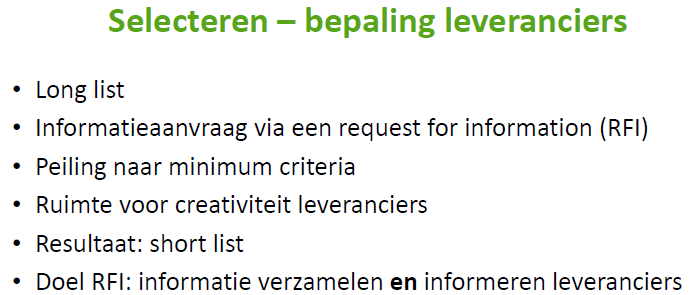 Selecteren – bepaling leveranciers
• Long list
• Informatieaanvraag via een request for information (RFI)
• Peiling naar minimum criteria
• Ruimte voor creativiteit leveranciers
• Resultaat: short list
• Doel RFI: informatie verzamelen en informeren leveranciers